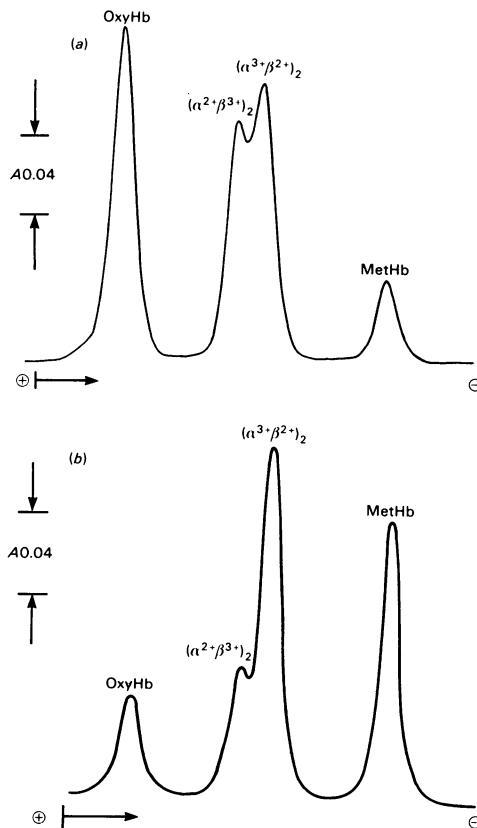 OxyHb
(a)
(α³⁺β²⁺)₂
(α²⁺β³⁺)₂
A0.04
MetHb
⊕
⊖
(α³⁺β²⁺)₂
(b)
MetHb
A0.04
(α²⁺β³⁺)₂
OxyHb
⊕
⊖